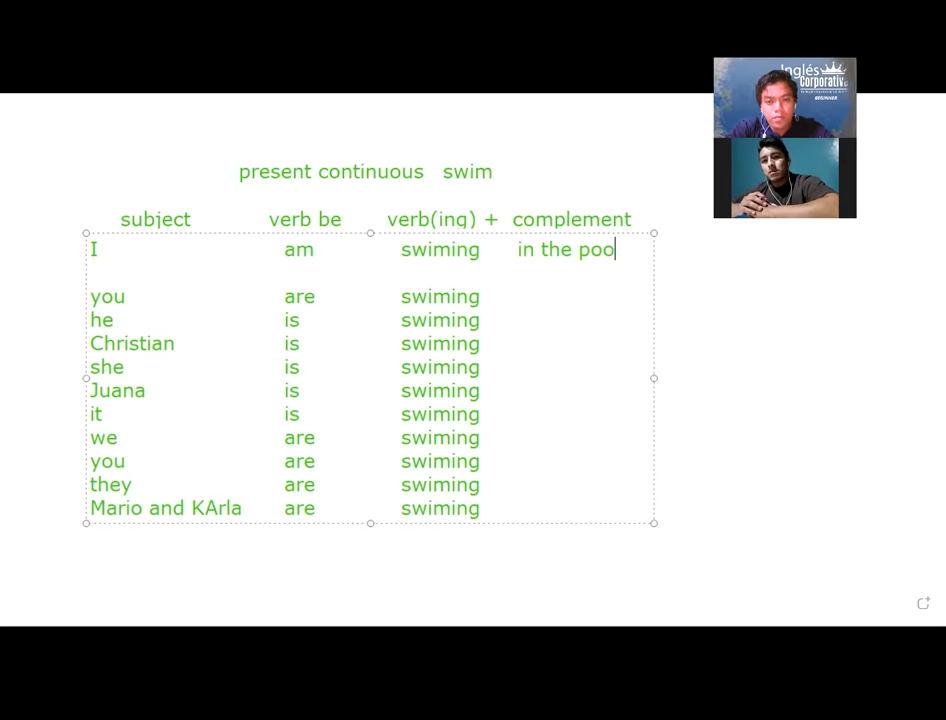 Inglés
Corporativ
BEGINNER
present continuous swim
subject verb be verb(ing) + complement
I am swiming in the poo
you are swiming
he is swiming
Christian is swiming
she is swiming
Juana is swiming
it is swiming
we are swiming
you are swiming
they are swiming
Mario and KArla are swiming